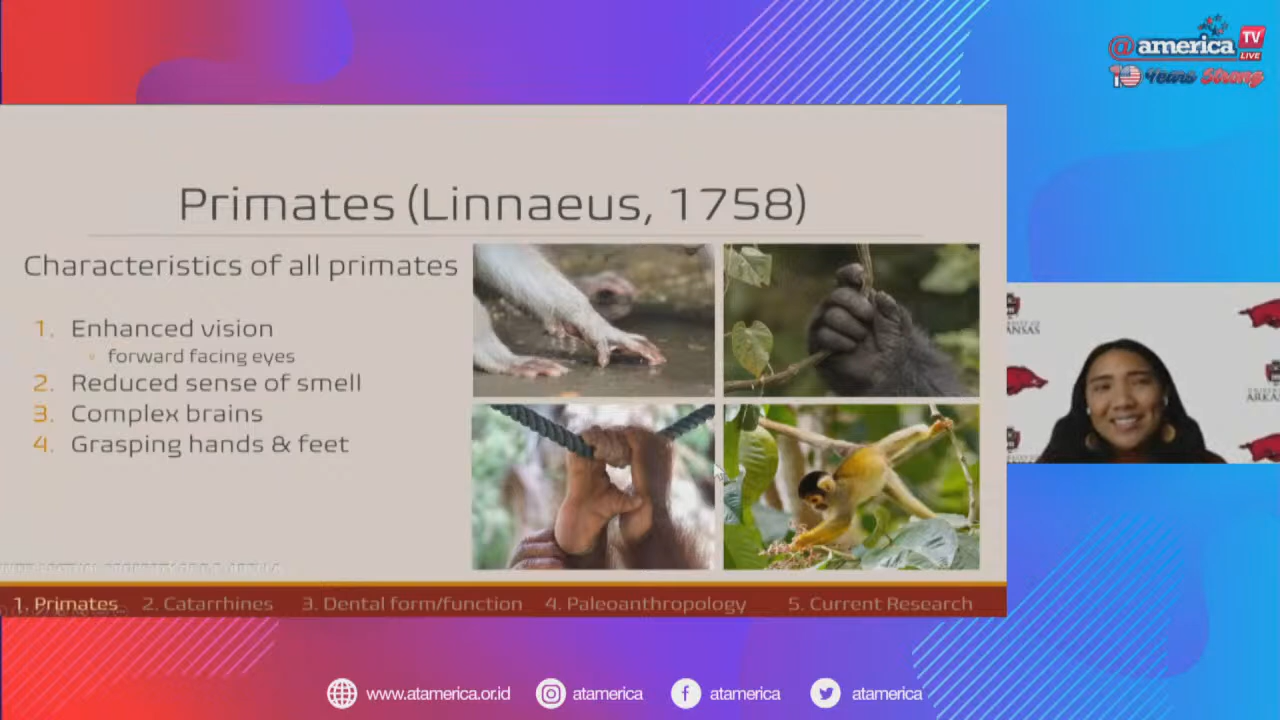 @america TV
LIVE
10 Years Strong
Primates (Linnaeus, 1758)
Characteristics of all primates
1. Enhanced vision
◦ forward facing eyes
2. Reduced sense of smell
3. Complex brains
4. Grasping hands & feet
1. Primates 2. Catarrhines 3. Dental form/function 4. Paleoanthropology 5. Current Research
www.atamerica.or.id atamerica atamerica atamerica